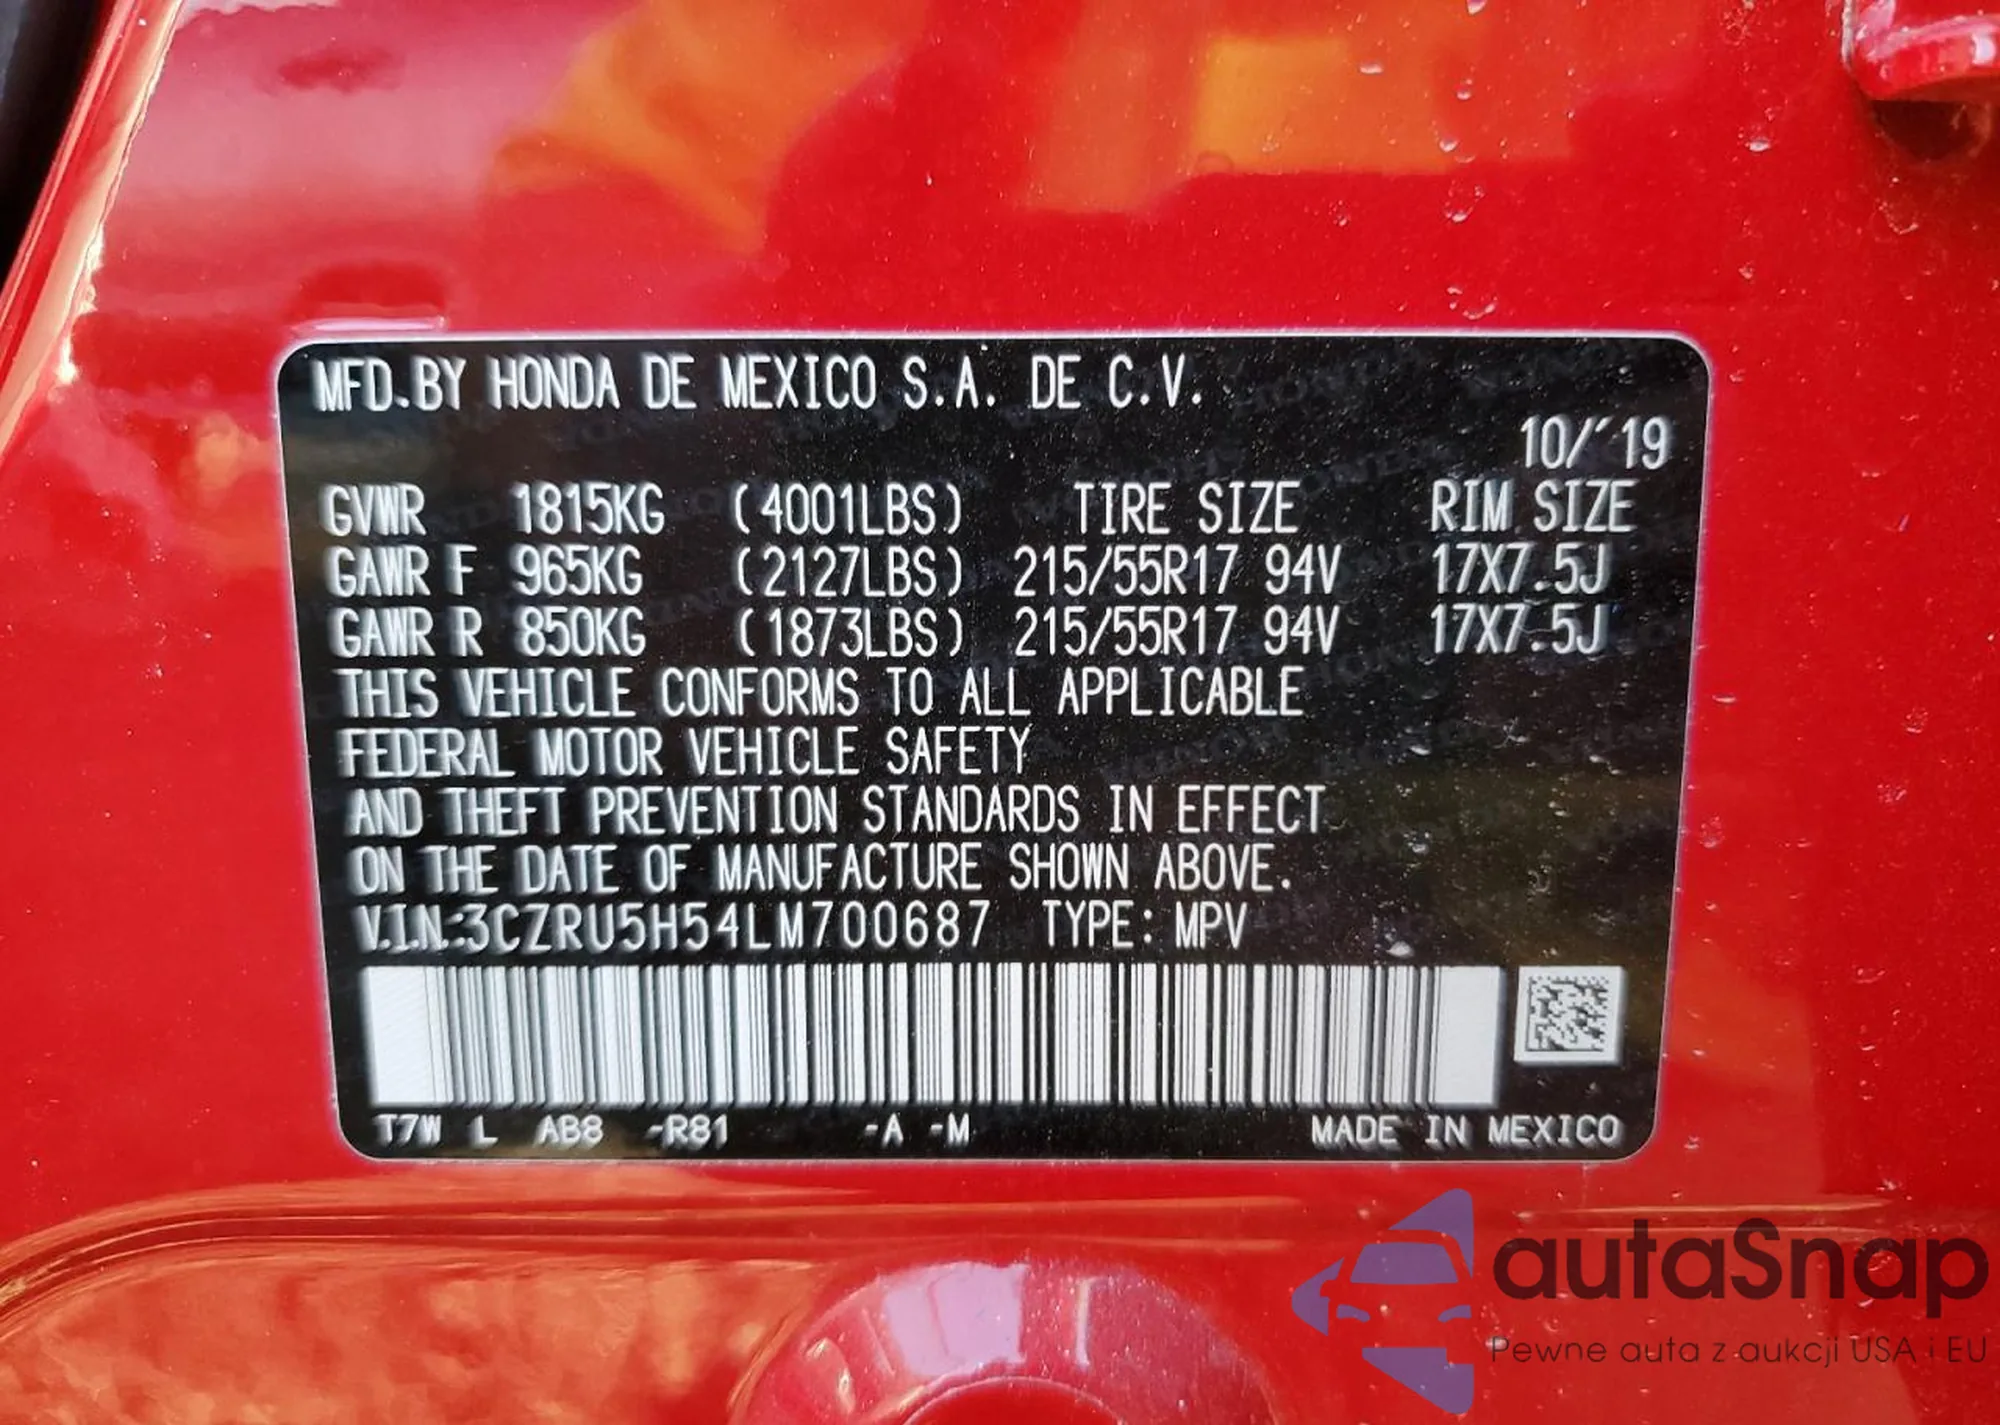 MFD.BY HONDA DE MEXICO S.A. DE C.V.
10/´19
GVWR 1815KG (4001LBS) TIRE SIZE RIM SIZE
GAWR F 965KG (2127LBS) 215/55R17 94V 17X7.5J
GAWR R 850KG (1873LBS) 215/55R17 94V 17X7.5J
THIS VEHICLE CONFORMS TO ALL APPLICABLE
FEDERAL MOTOR VEHICLE SAFETY
AND THEFT PREVENTION STANDARDS IN EFFECT
ON THE DATE OF MANUFACTURE SHOWN ABOVE.
V.I.N:3CZRU5H54LM700687 TYPE: MPV
T7W L AB8 -R81 -A -M MADE IN MEXICO
autaSnap
Pewne auta z aukcji USA i EU